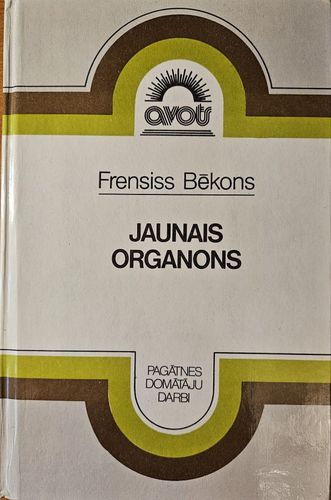 avots
Frensiss Bēkons
JAUNAIS
ORGANONS
PAGĀTNES
DOMĀTĀJU
DARBI